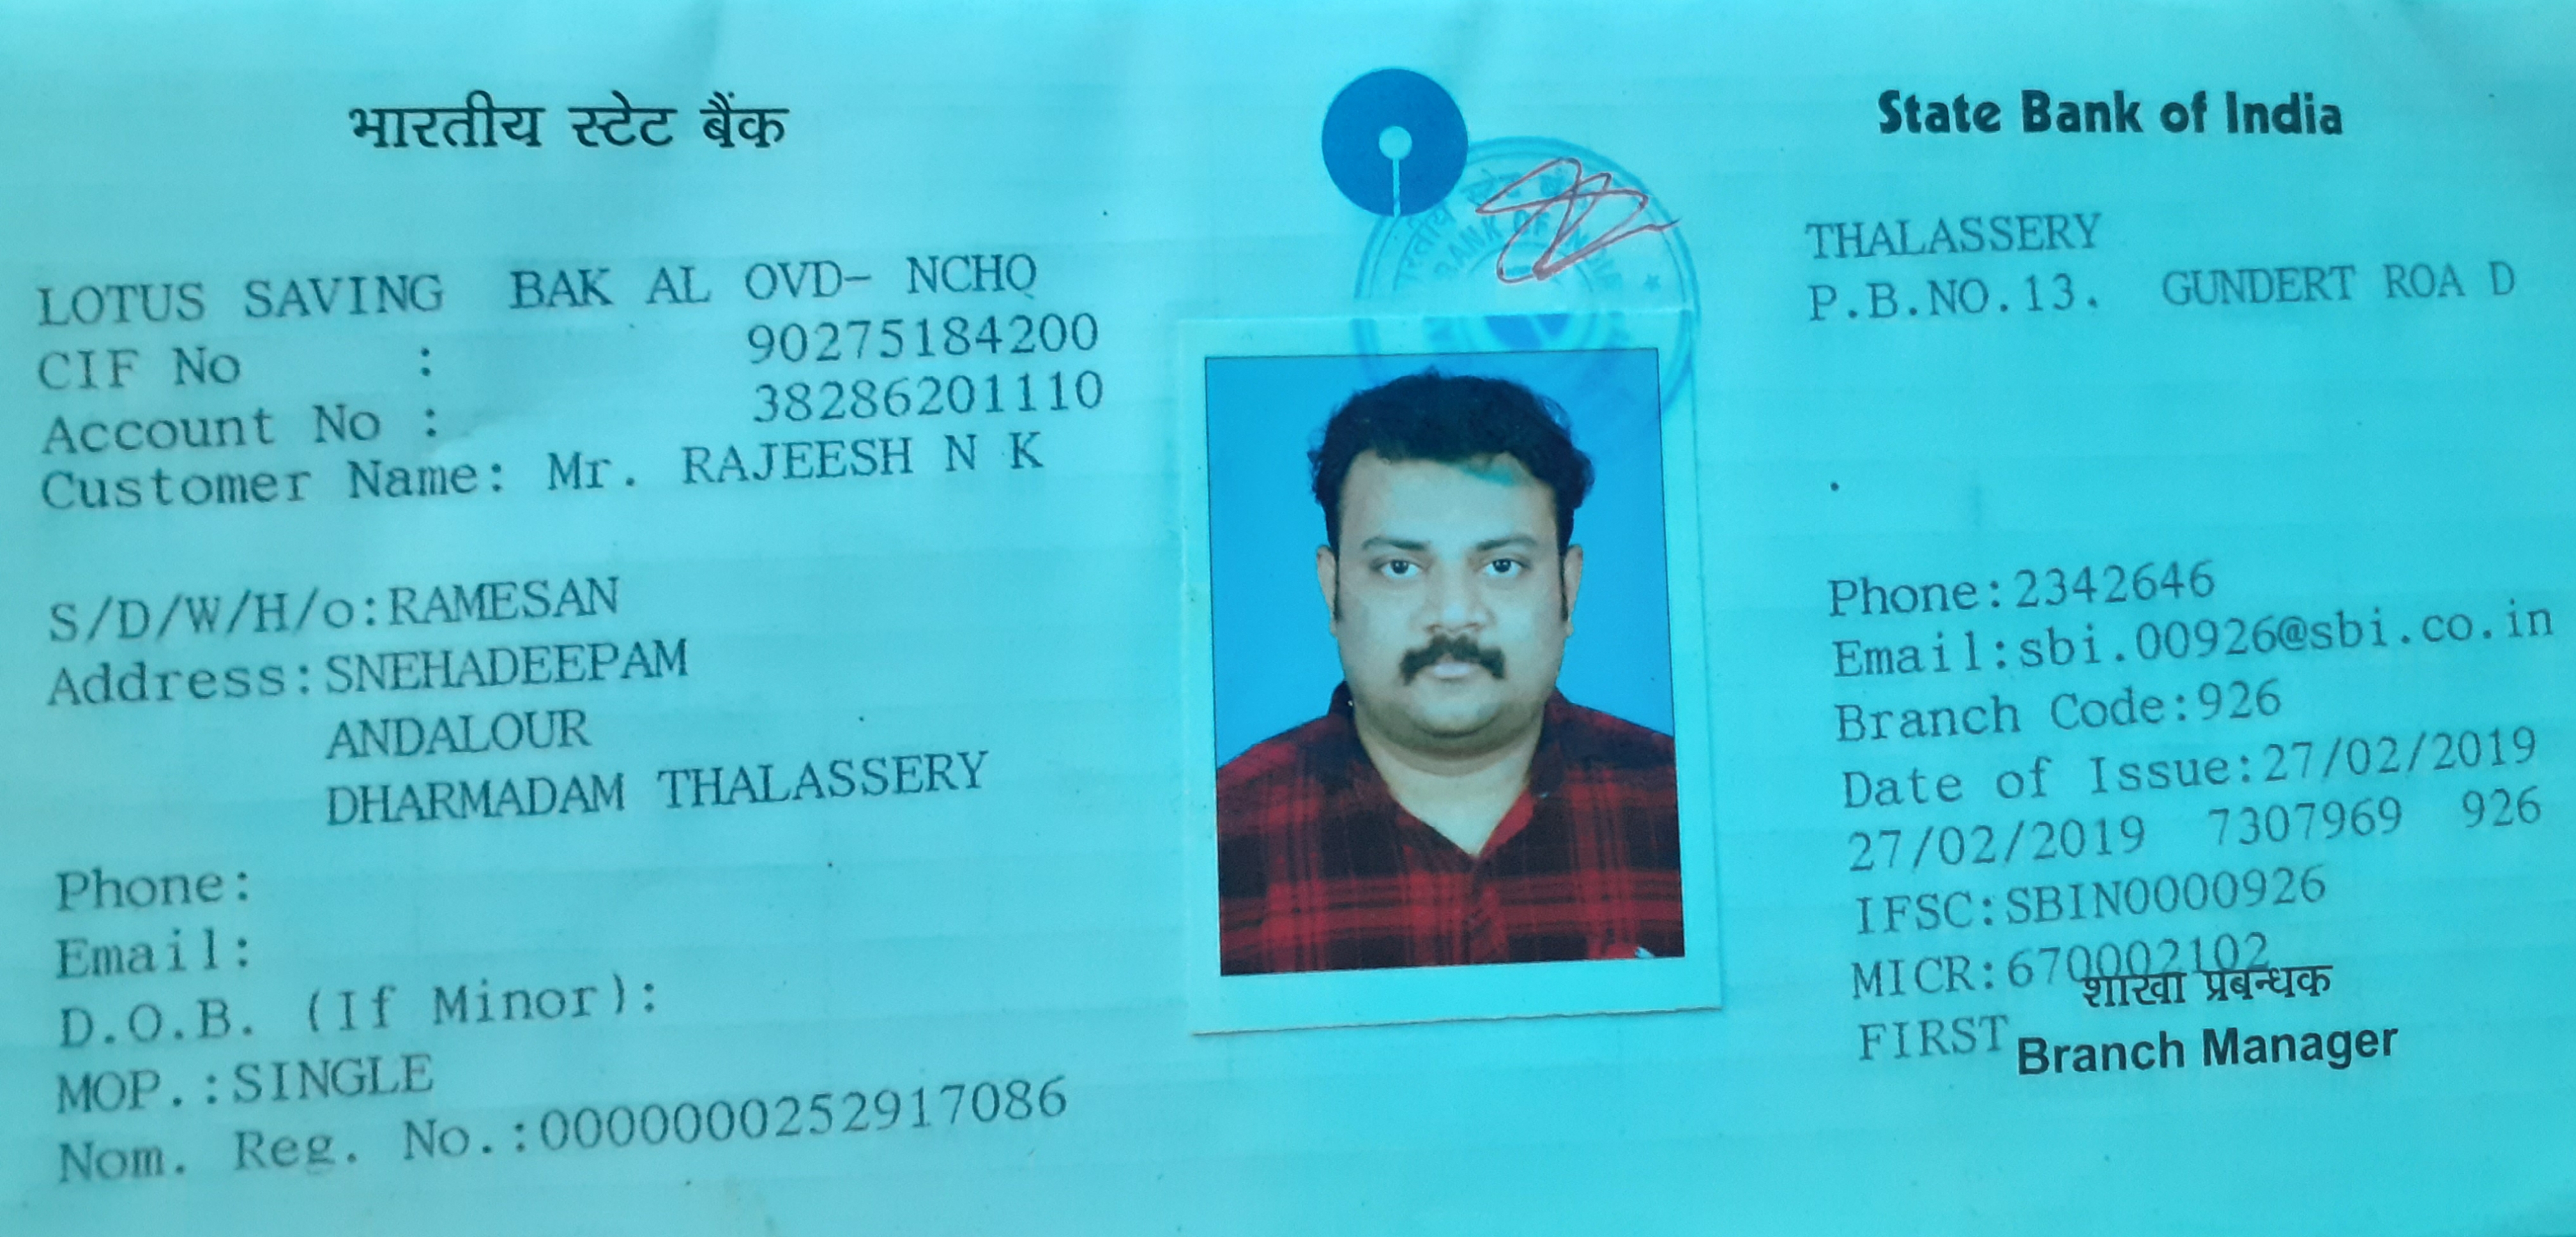 भारतीय स्टेट बैंक
State Bank of India
LOTUS SAVING BAK AL OVD- NCHQ
CIF No : 90275184200
Account No : 38286201110
Customer Name: Mr. RAJEESH N K
S/D/W/H/o:RAMESAN
Address:SNEHADEEPAM
ANDALOUR
DHARMADAM THALASSERY
Phone:
Email:
D.O.B. (If Minor):
MOP.:SINGLE
Nom. Reg. No.:0000000252917086
BANK OF INDIA
THALASSERY
P.B.NO.13. GUNDERT ROA D
Phone:2342646
Email:sbi.00926@sbi.co.in
Branch Code:926
Date of Issue:27/02/2019
27/02/2019 7307969 926
IFSC:SBIN0000926
MICR:670002102
शाखा प्रबन्धक
FIRST
Branch Manager